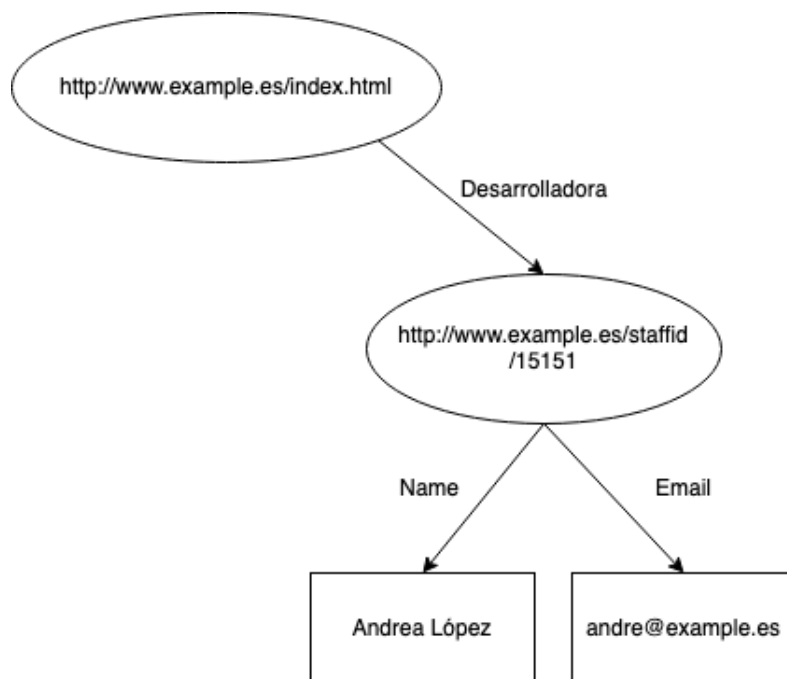 http://www.example.es/index.html
Desarrolladora
http://www.example.es/staffid
/15151
Name
Email
Andrea López
andre@example.es